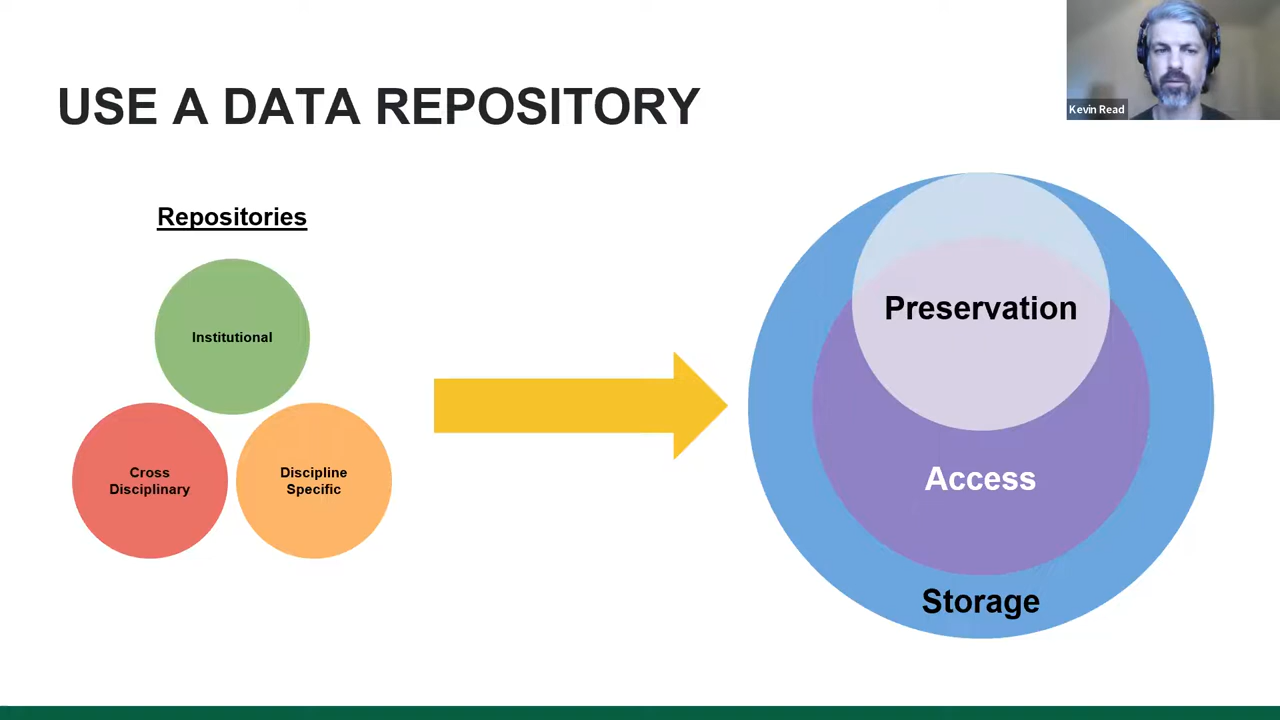 USE A DATA REPOSITORY
Kevin Read
Repositories
Institutional
Cross
Disciplinary
Discipline
Specific
Preservation
Access
Storage